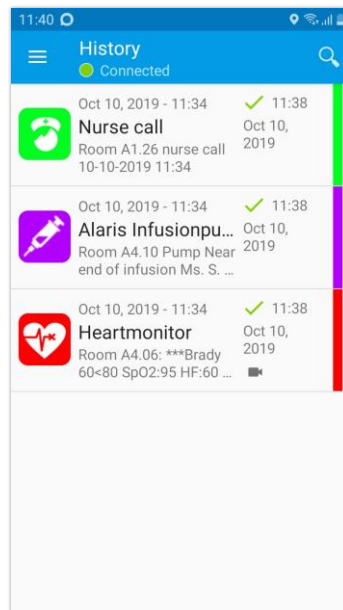 11:40
History
Connected
Oct 10, 2019 - 11:34
11:38
Nurse call
Oct 10,
2019
Room A1.26 nurse call
10-10-2019 11:34
Oct 10, 2019 - 11:34
11:38
Alaris Infusionpu...
Oct 10,
2019
Room A4.10 Pump Near
end of infusion Ms. S. ...
Oct 10, 2019 - 11:34
11:38
Heartmonitor
Oct 10,
2019
Room A4.06: ***Brady
60<80 SpO2:95 HF:60 ...